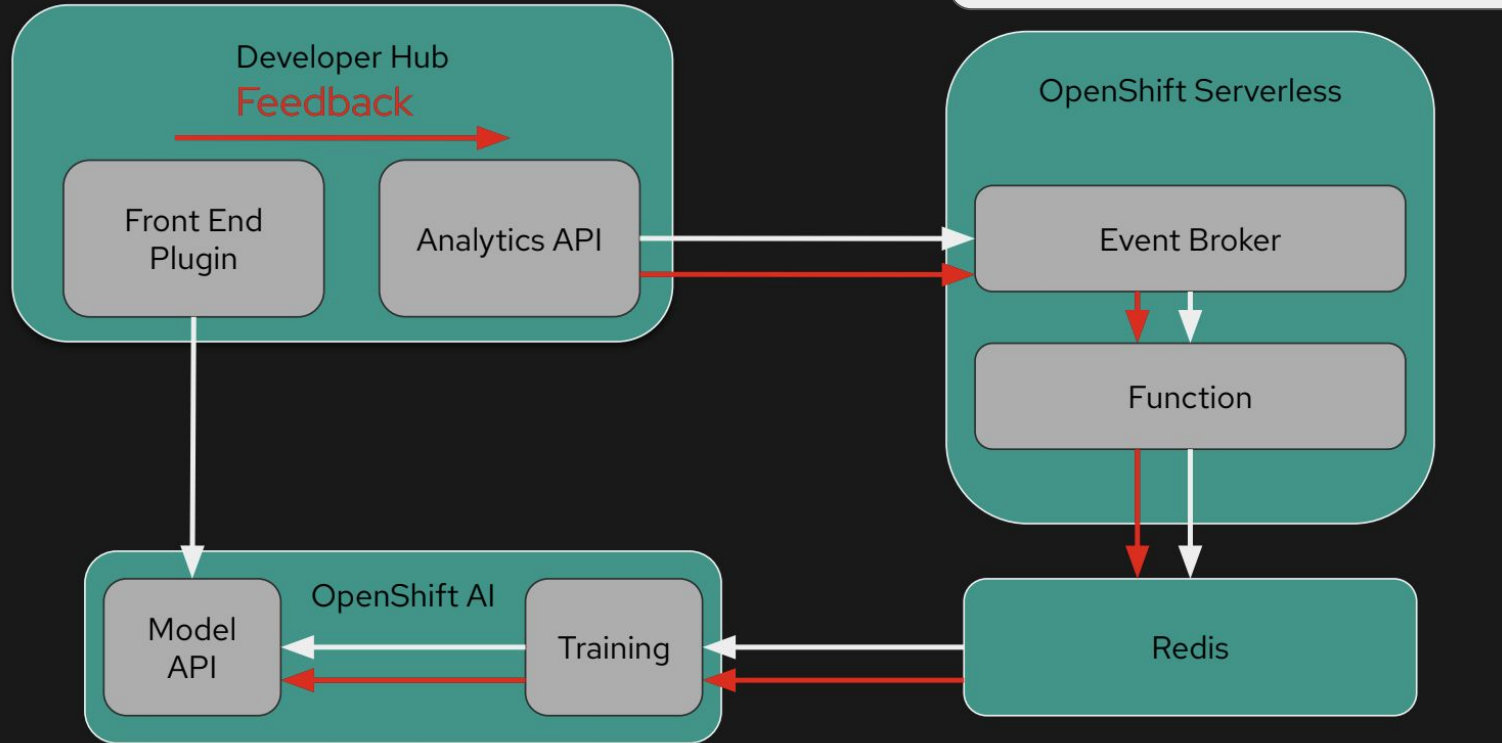 Developer Hub
Feedback
Front End
Plugin
Analytics API
OpenShift Serverless
Event Broker
Function
OpenShift AI
Model
API
Training
Redis